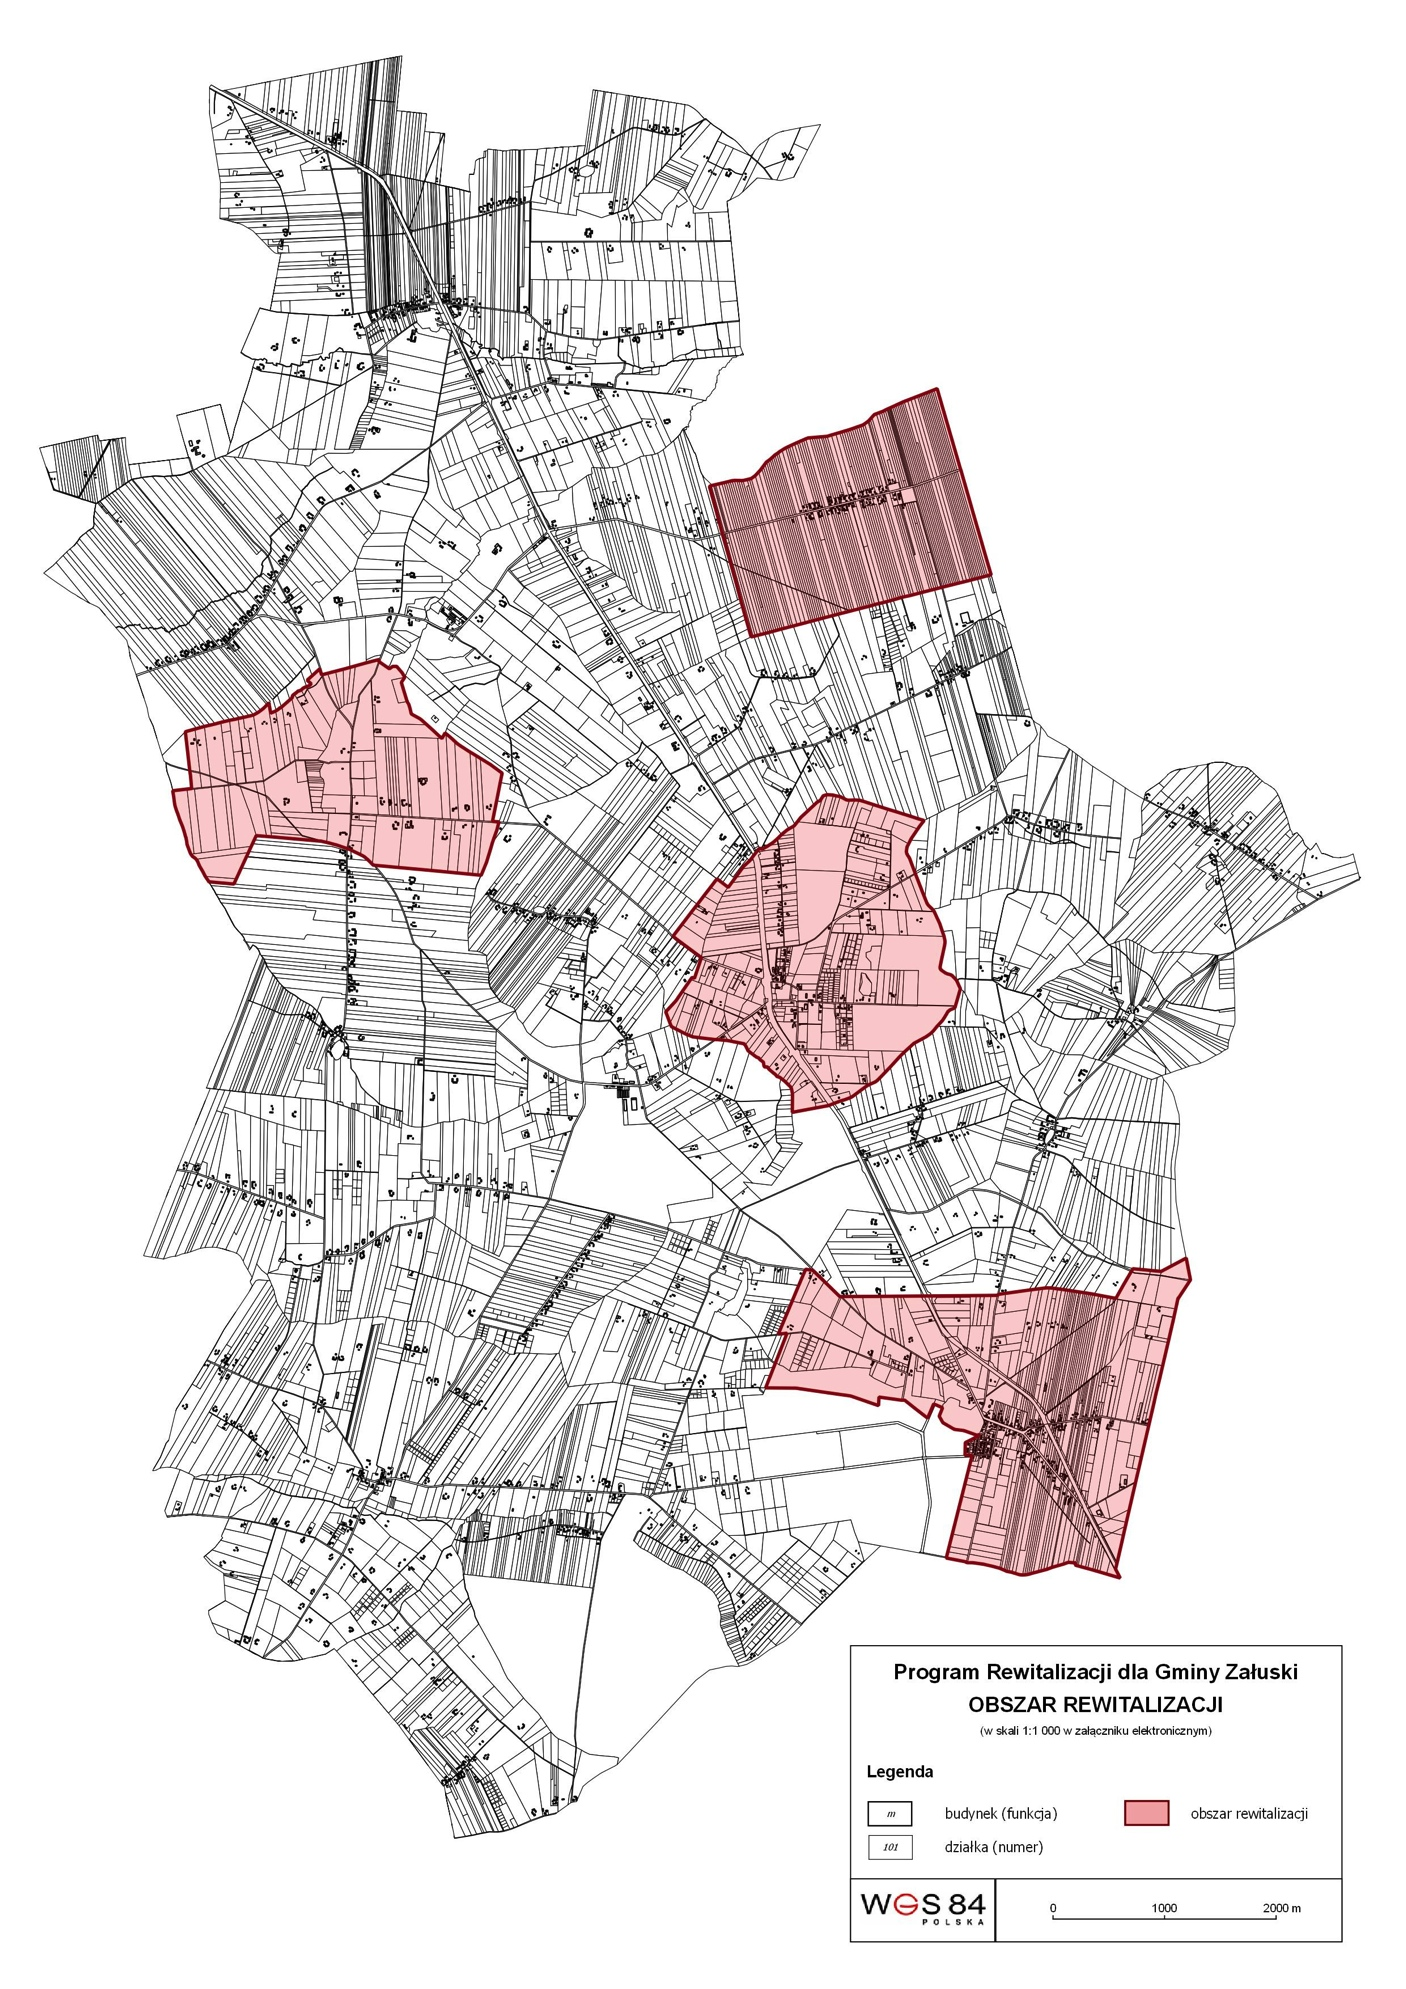 Program Rewitalizacji dla Gminy Załuski
OBSZAR REWITALIZACJI
(w skali 1:1 000 w załączniku elektronicznym)
Legenda
m budynek (funkcja) obszar rewitalizacji
101 działka (numer)
WGS 84
POLSKA
0 1000 2000 m